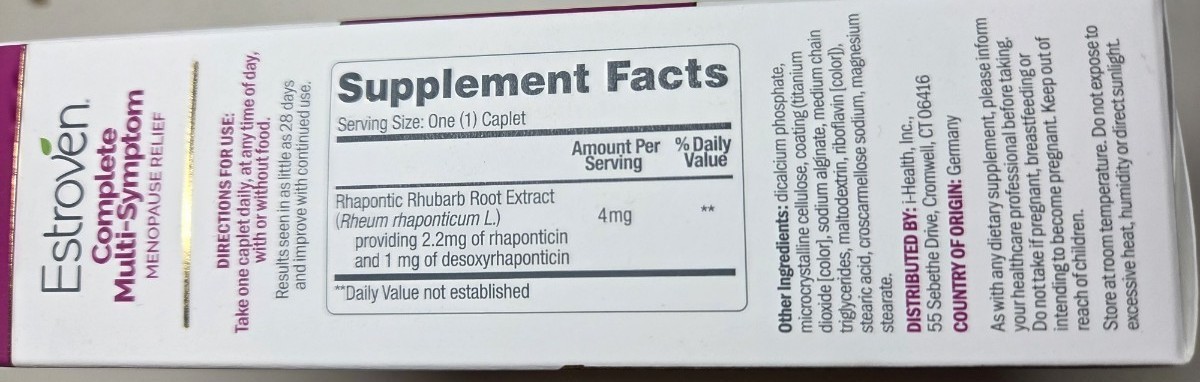 Estroven®
Complete
Multi-Symptom
MENOPAUSE RELIEF
DIRECTIONS FOR USE:
Take one caplet daily, at any time of day,
with or without food.
Results seen in as little as 28 days
and improve with continued use.
Supplement Facts
Serving Size: One (1) Caplet
Amount Per Serving % Daily Value
Rhapontic Rhubarb Root Extract
(Rheum rhaponticum L.) 4mg **
providing 2.2mg of rhaponticin
and 1 mg of desoxyrhaponticin
**Daily Value not established
Other Ingredients: dicalcium phosphate,
microcrystalline cellulose, coating (titanium
dioxide [color], sodium alginate, medium chain
triglycerides, maltodextrin, riboflavin [color]),
stearic acid, croscarmellose sodium, magnesium
stearate.
DISTRIBUTED BY: i-Health, Inc.,
55 Sebethe Drive, Cromwell, CT 06416
COUNTRY OF ORIGIN: Germany
As with any dietary supplement, please inform
your healthcare professional before taking.
Do not take if pregnant, breastfeeding or
intending to become pregnant. Keep out of
reach of children.
Store at room temperature. Do not expose to
excessive heat, humidity or direct sunlight.